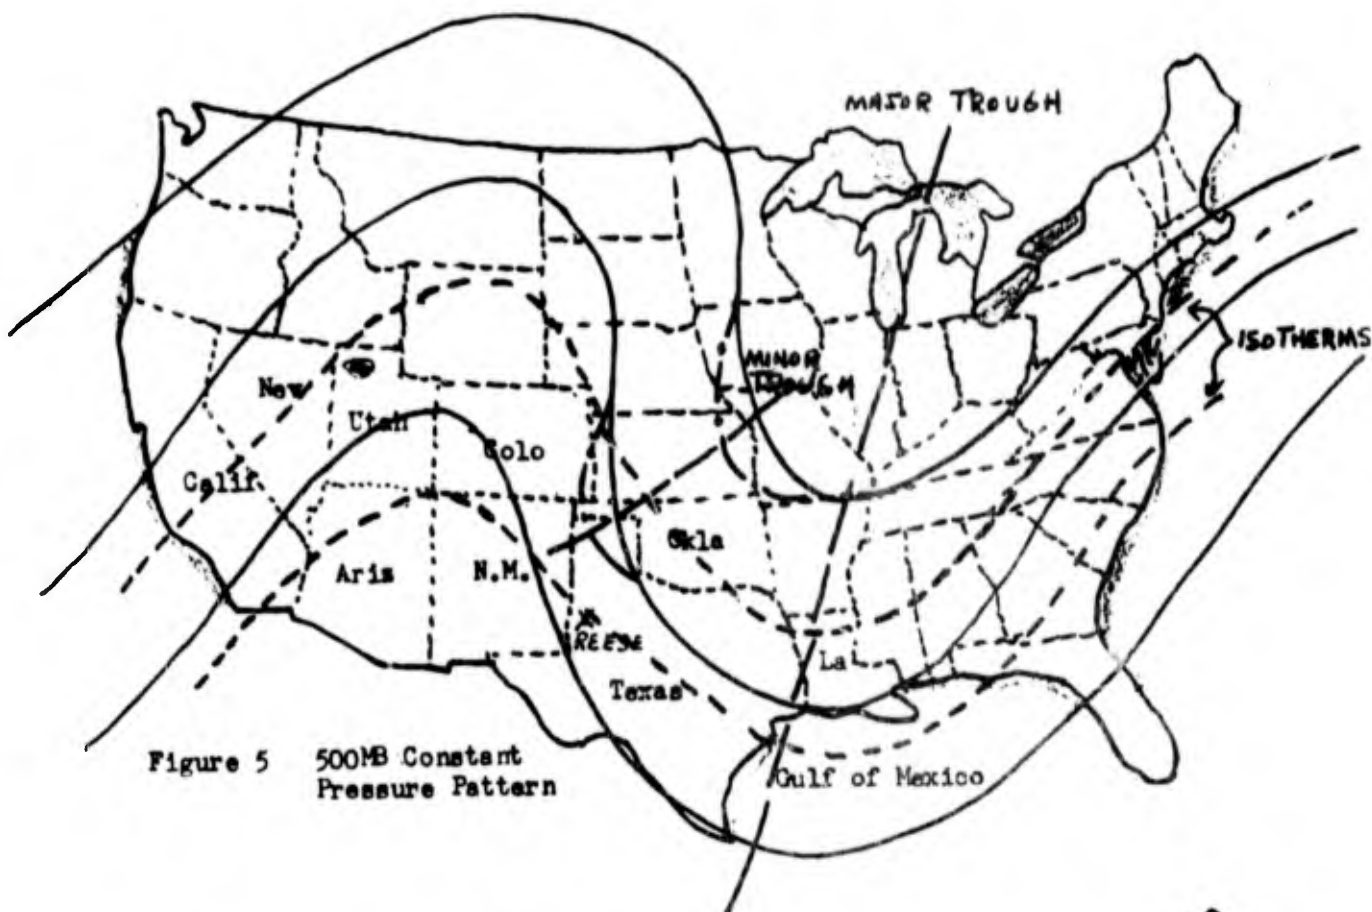 MAJOR TROUGH
ISOTHERMS
MINOR
TROUGH
Nev
Utah
Colo
Calif
Okla
Ariz
N.M.
REESE
La
Texas
Figure 5 500MB Constant
Pressure Pattern
Gulf of Mexico